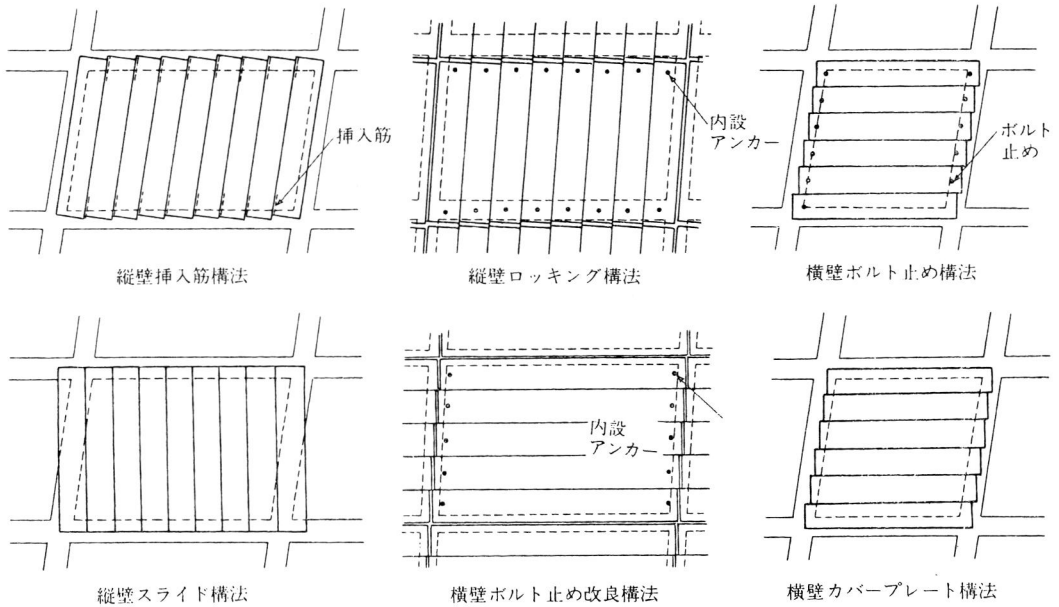 挿入筋
縦壁挿入筋構法
内設
アンカー
縦壁ロッキング構法
ボルト
止め
横壁ボルト止め構法
縦壁スライド構法
内設
アンカー
横壁ボルト止め改良構法
横壁カバープレート構法